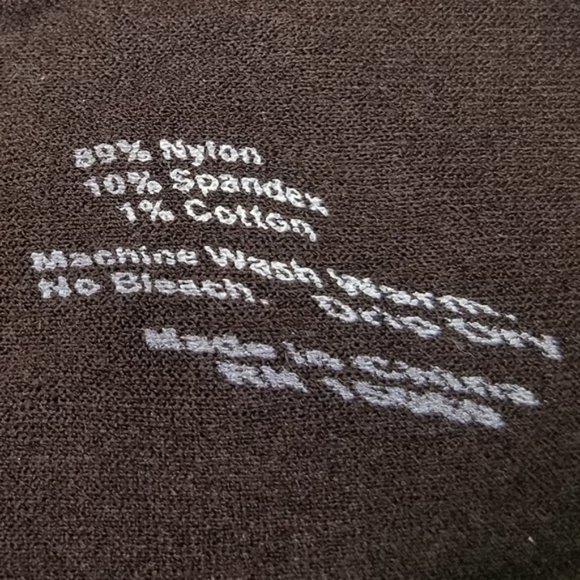 89% Nylon
10% Spandex
1% Cotton
Machine Wash Warm.
No Bleach. Drip Dry
Made in China
RN